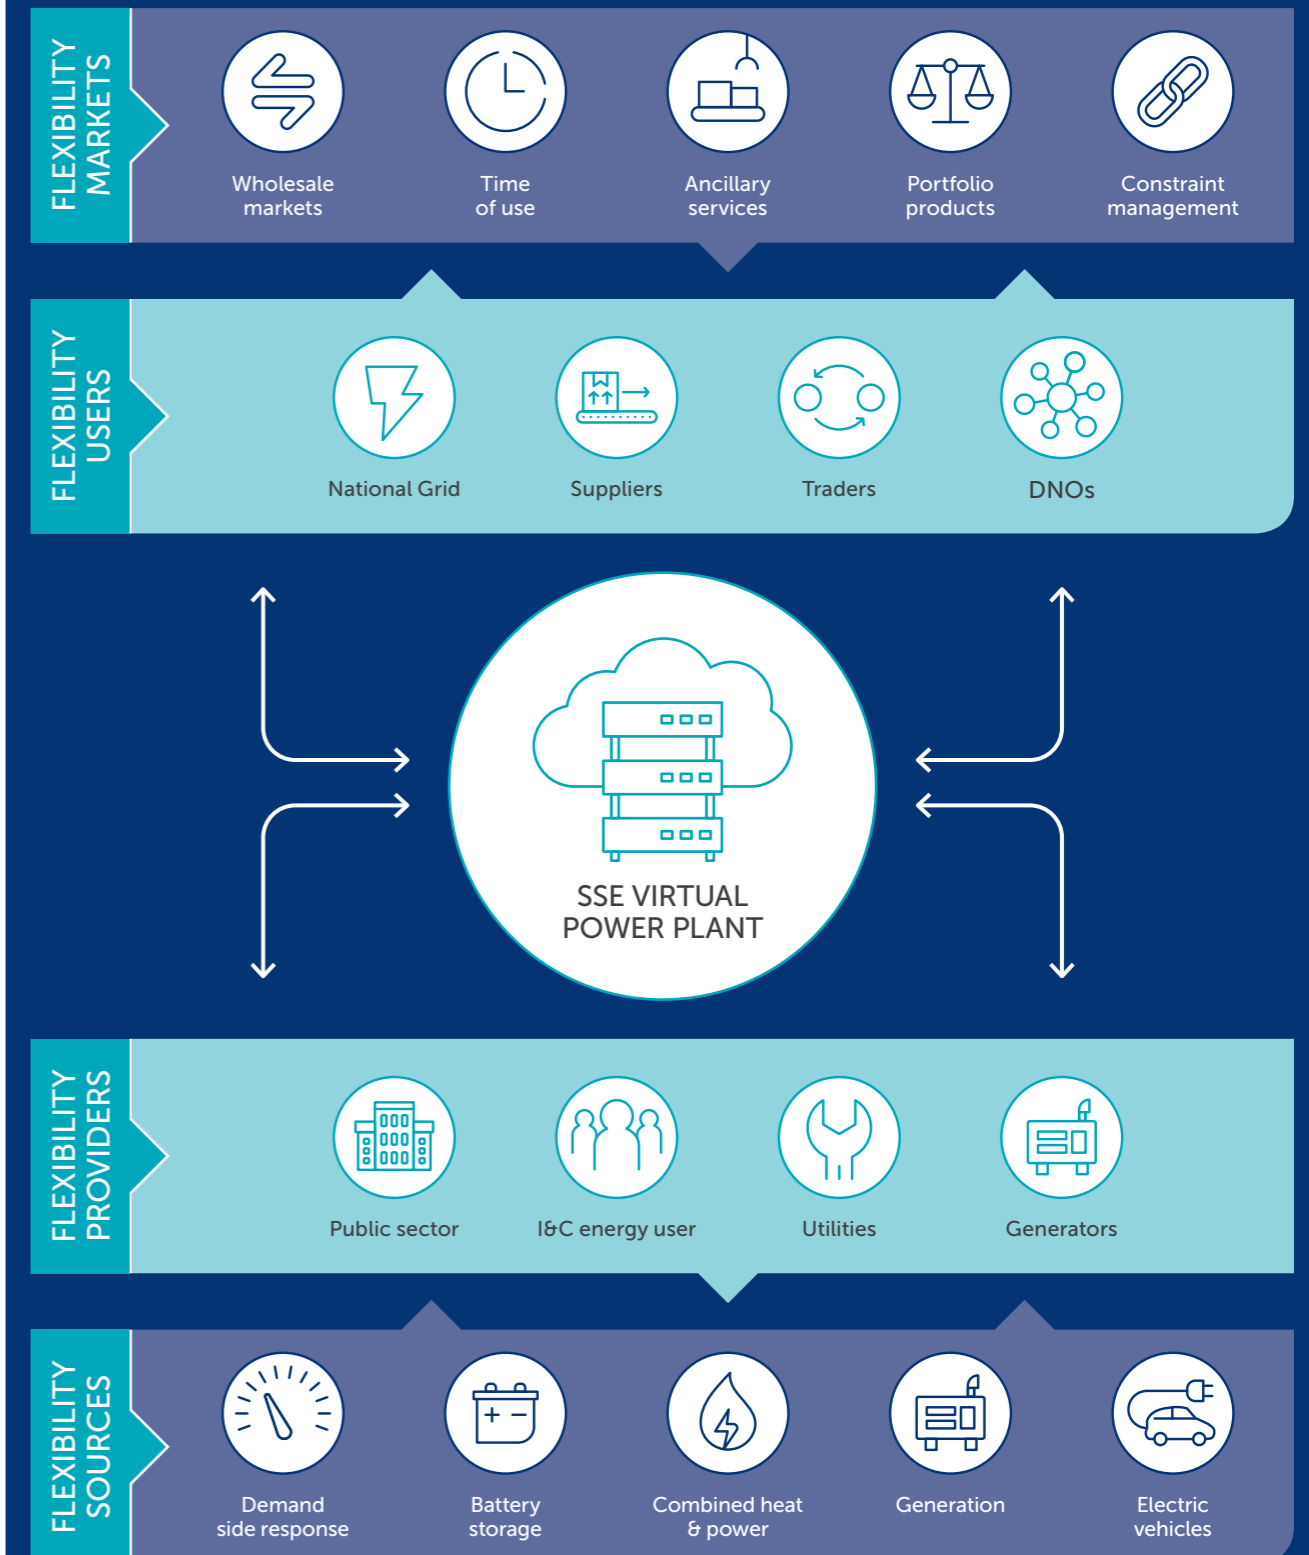 FLEXIBILITY
MARKETS
Wholesale
markets
Time
of use
Ancillary
services
Portfolio
products
Constraint
management
FLEXIBILITY
USERS
National Grid
Suppliers
Traders
DNOs
SSE VIRTUAL
POWER PLANT
FLEXIBILITY
PROVIDERS
Public sector
I&C energy user
Utilities
Generators
FLEXIBILITY
SOURCES
Demand
side response
Battery
storage
Combined heat
& power
Generation
Electric
vehicles